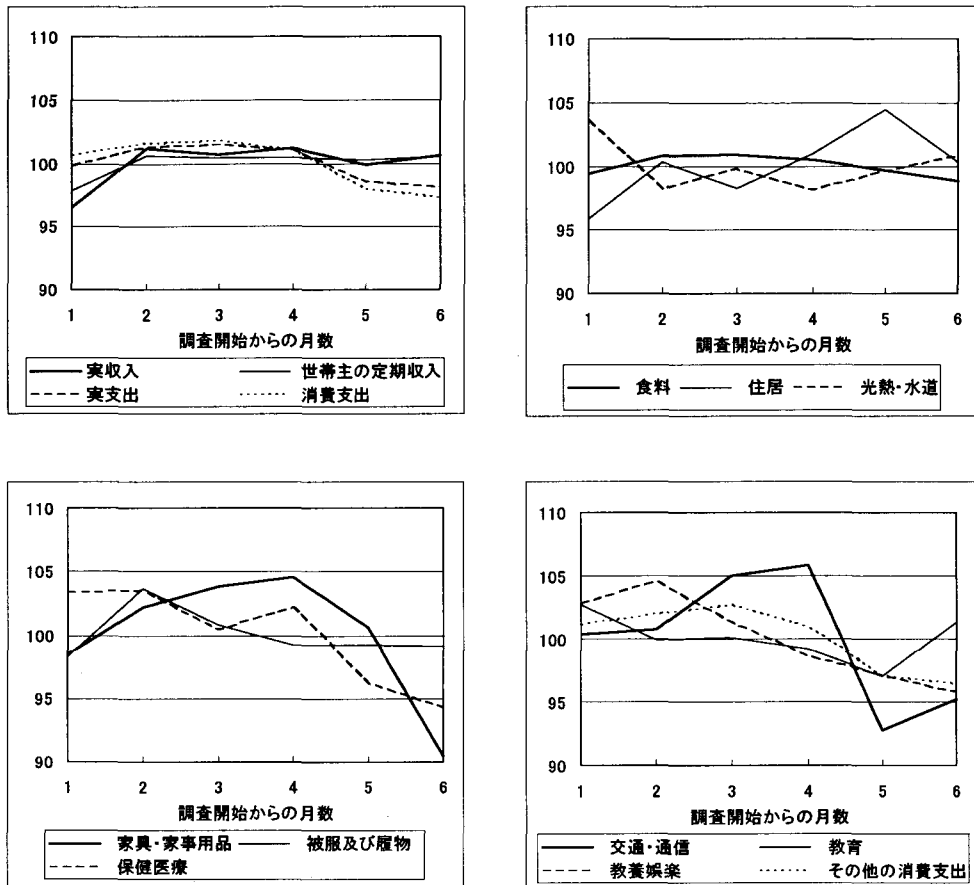 110
105
100
95
90
1 2 3 4 5 6
調査開始からの月数
実収入 世帯主の定期収入
実支出 消費支出
110
105
100
95
90
1 2 3 4 5 6
調査開始からの月数
食料 住居 光熱・水道
110
105
100
95
90
1 2 3 4 5 6
調査開始からの月数
家具・家事用品 被服及び履物
保健医療
110
105
100
95
90
1 2 3 4 5 6
調査開始からの月数
交通・通信 教育
教養娯楽 その他の消費支出